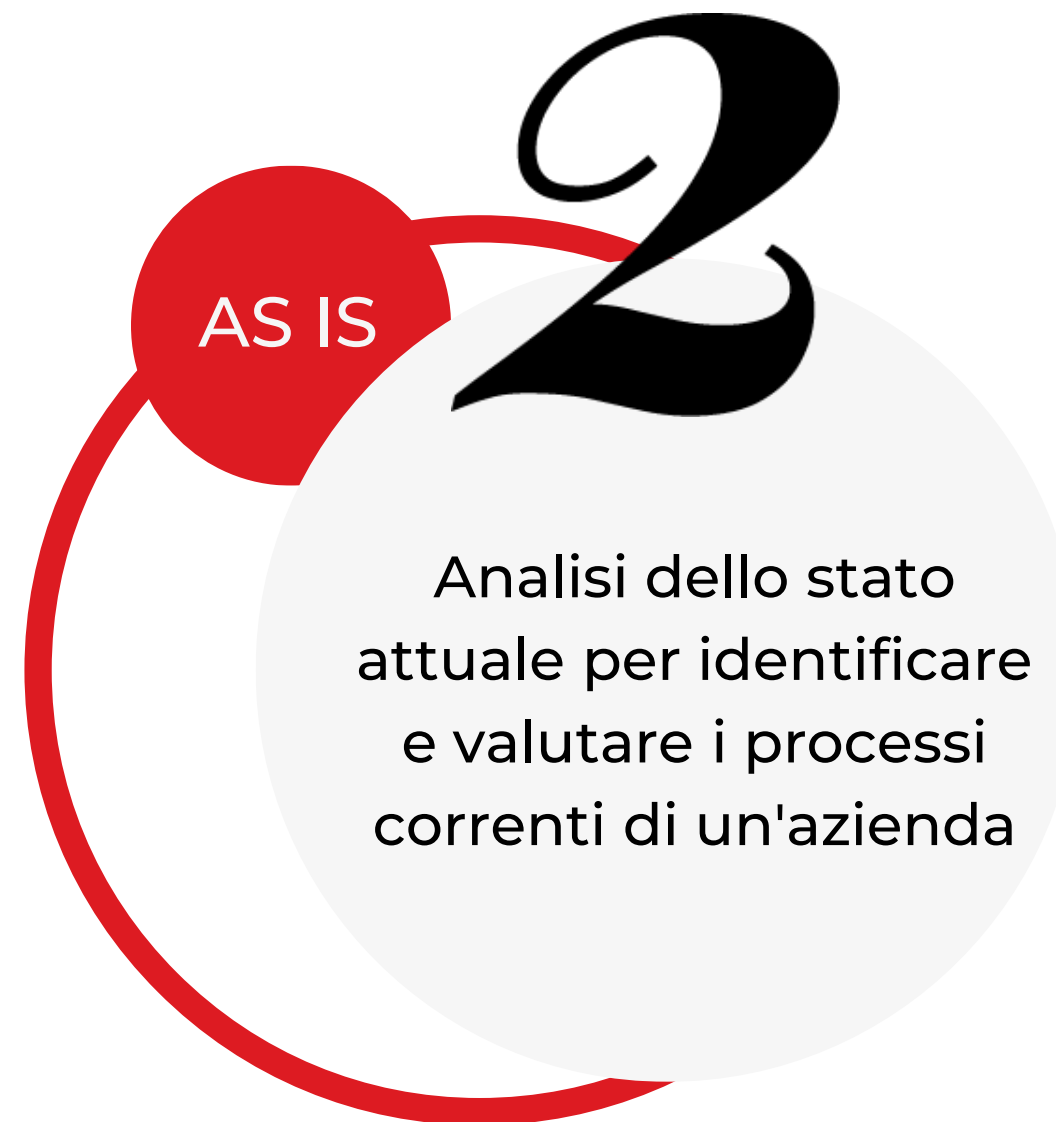 2
AS IS
Analisi dello stato
attuale per identificare
e valutare i processi
correnti di un'azienda